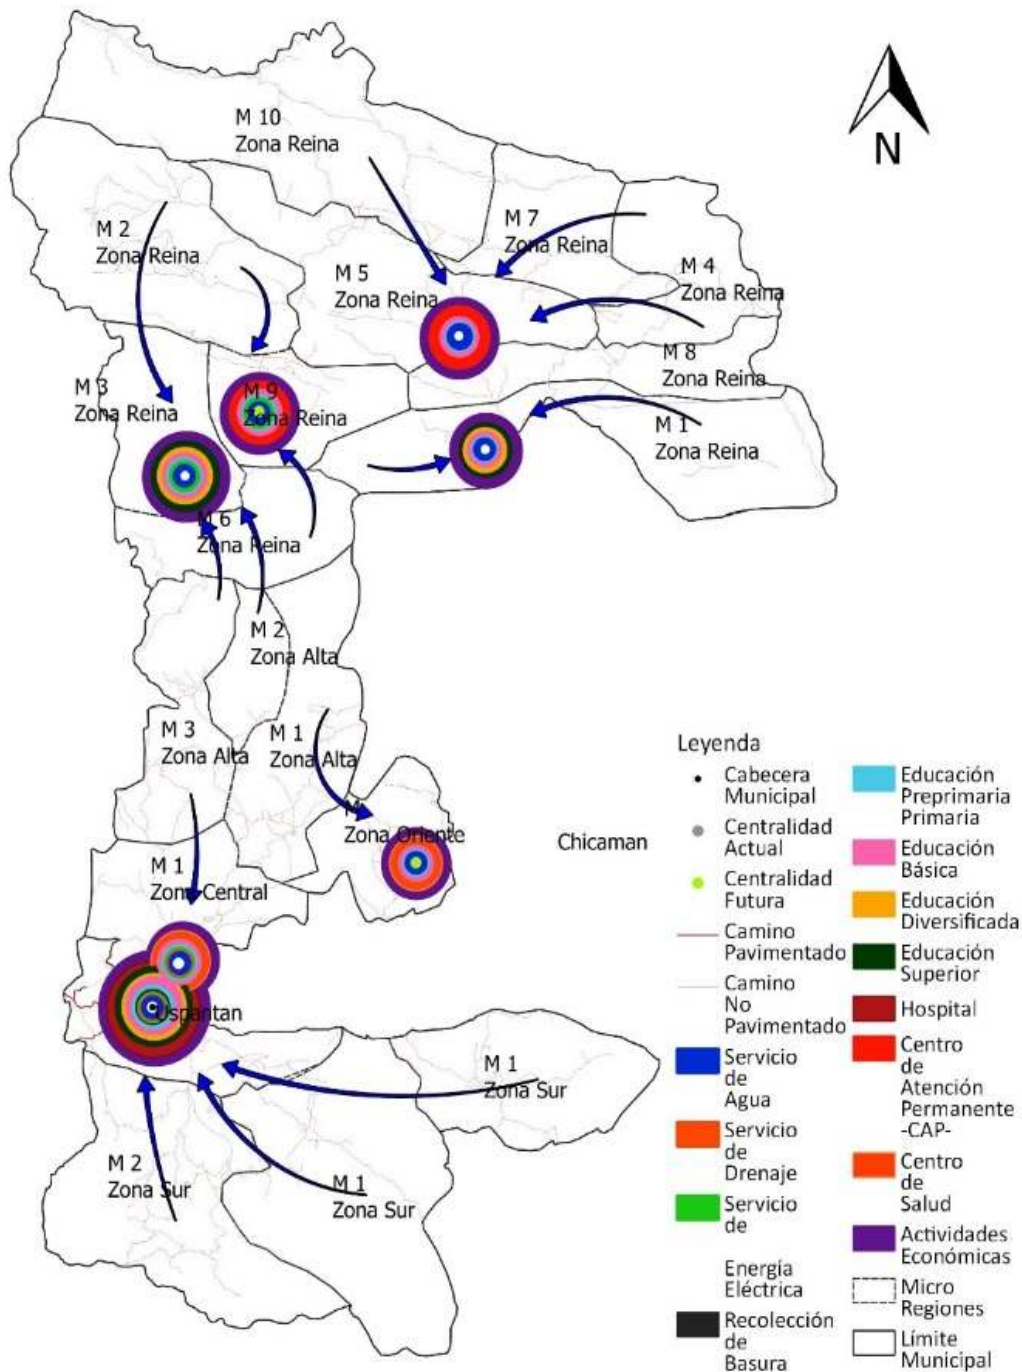 N
M 10
Zona Reina
M 2
Zona Reina
M 7
Zona Reina
M 5
Zona Reina
M 4
Zona Reina
M 8
Zona Reina
M 3
Zona Reina
M 9
Zona Reina
M 1
Zona Reina
M 6
Zona Reina
M 2
Zona Alta
M 3
Zona Alta
M 1
Zona Alta
M
Zona Oriente
Chicaman
M 1
Zona Central
Uspantan
M 1
Zona Sur
M 2
Zona Sur
M 1
Zona Sur
Leyenda
Cabecera
Municipal
Centralidad
Actual
Centralidad
Futura
Camino
Pavimentado
Camino
No
Pavimentado
Servicio
de
Agua
Servicio
de
Drenaje
Servicio
de
Energía
Eléctrica
Recolección
de
Basura
Educación
Preprimaria
Primaria
Educación
Básica
Educación
Diversificada
Educación
Superior
Hospital
Centro
de
Atención
Permanente
-CAP-
Centro
de
Salud
Actividades
Económicas
Micro
Regiones
Límite
Municipal